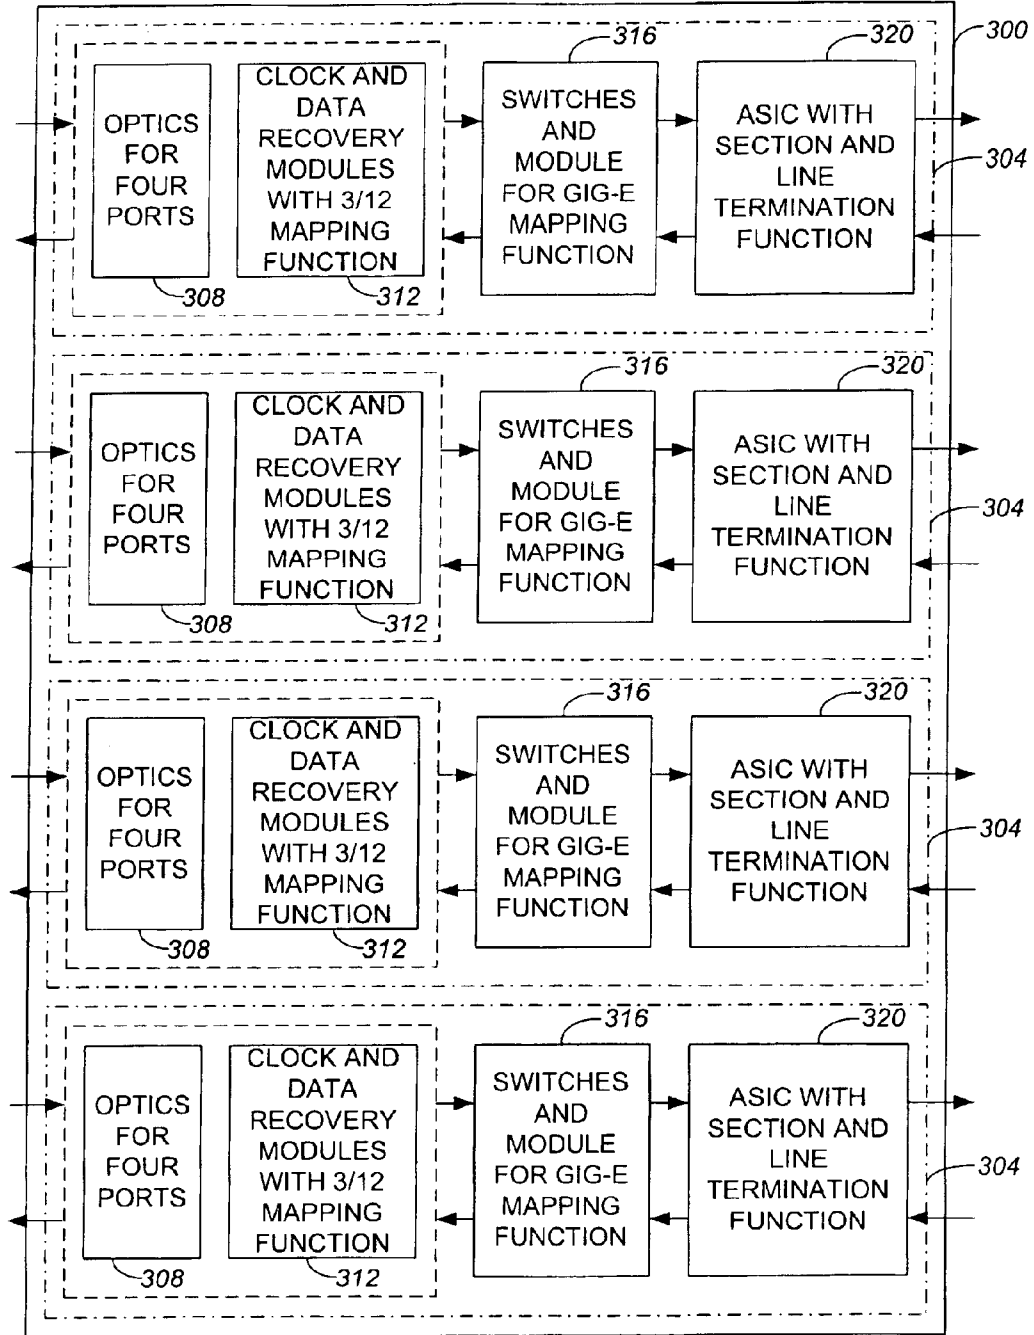 316
320
300
OPTICS
FOR
FOUR
PORTS
CLOCK AND
DATA
RECOVERY
MODULES
WITH 3/12
MAPPING
FUNCTION
SWITCHES
AND
MODULE
FOR GIG-E
MAPPING
FUNCTION
ASIC WITH
SECTION AND
LINE
TERMINATION
FUNCTION
304
308
312
316
320
OPTICS
FOR
FOUR
PORTS
CLOCK AND
DATA
RECOVERY
MODULES
WITH 3/12
MAPPING
FUNCTION
SWITCHES
AND
MODULE
FOR GIG-E
MAPPING
FUNCTION
ASIC WITH
SECTION AND
LINE
TERMINATION
FUNCTION
304
308
312
316
320
OPTICS
FOR
FOUR
PORTS
CLOCK AND
DATA
RECOVERY
MODULES
WITH 3/12
MAPPING
FUNCTION
SWITCHES
AND
MODULE
FOR GIG-E
MAPPING
FUNCTION
ASIC WITH
SECTION AND
LINE
TERMINATION
FUNCTION
304
308
312
316
320
OPTICS
FOR
FOUR
PORTS
CLOCK AND
DATA
RECOVERY
MODULES
WITH 3/12
MAPPING
FUNCTION
SWITCHES
AND
MODULE
FOR GIG-E
MAPPING
FUNCTION
ASIC WITH
SECTION AND
LINE
TERMINATION
FUNCTION
304
308
312